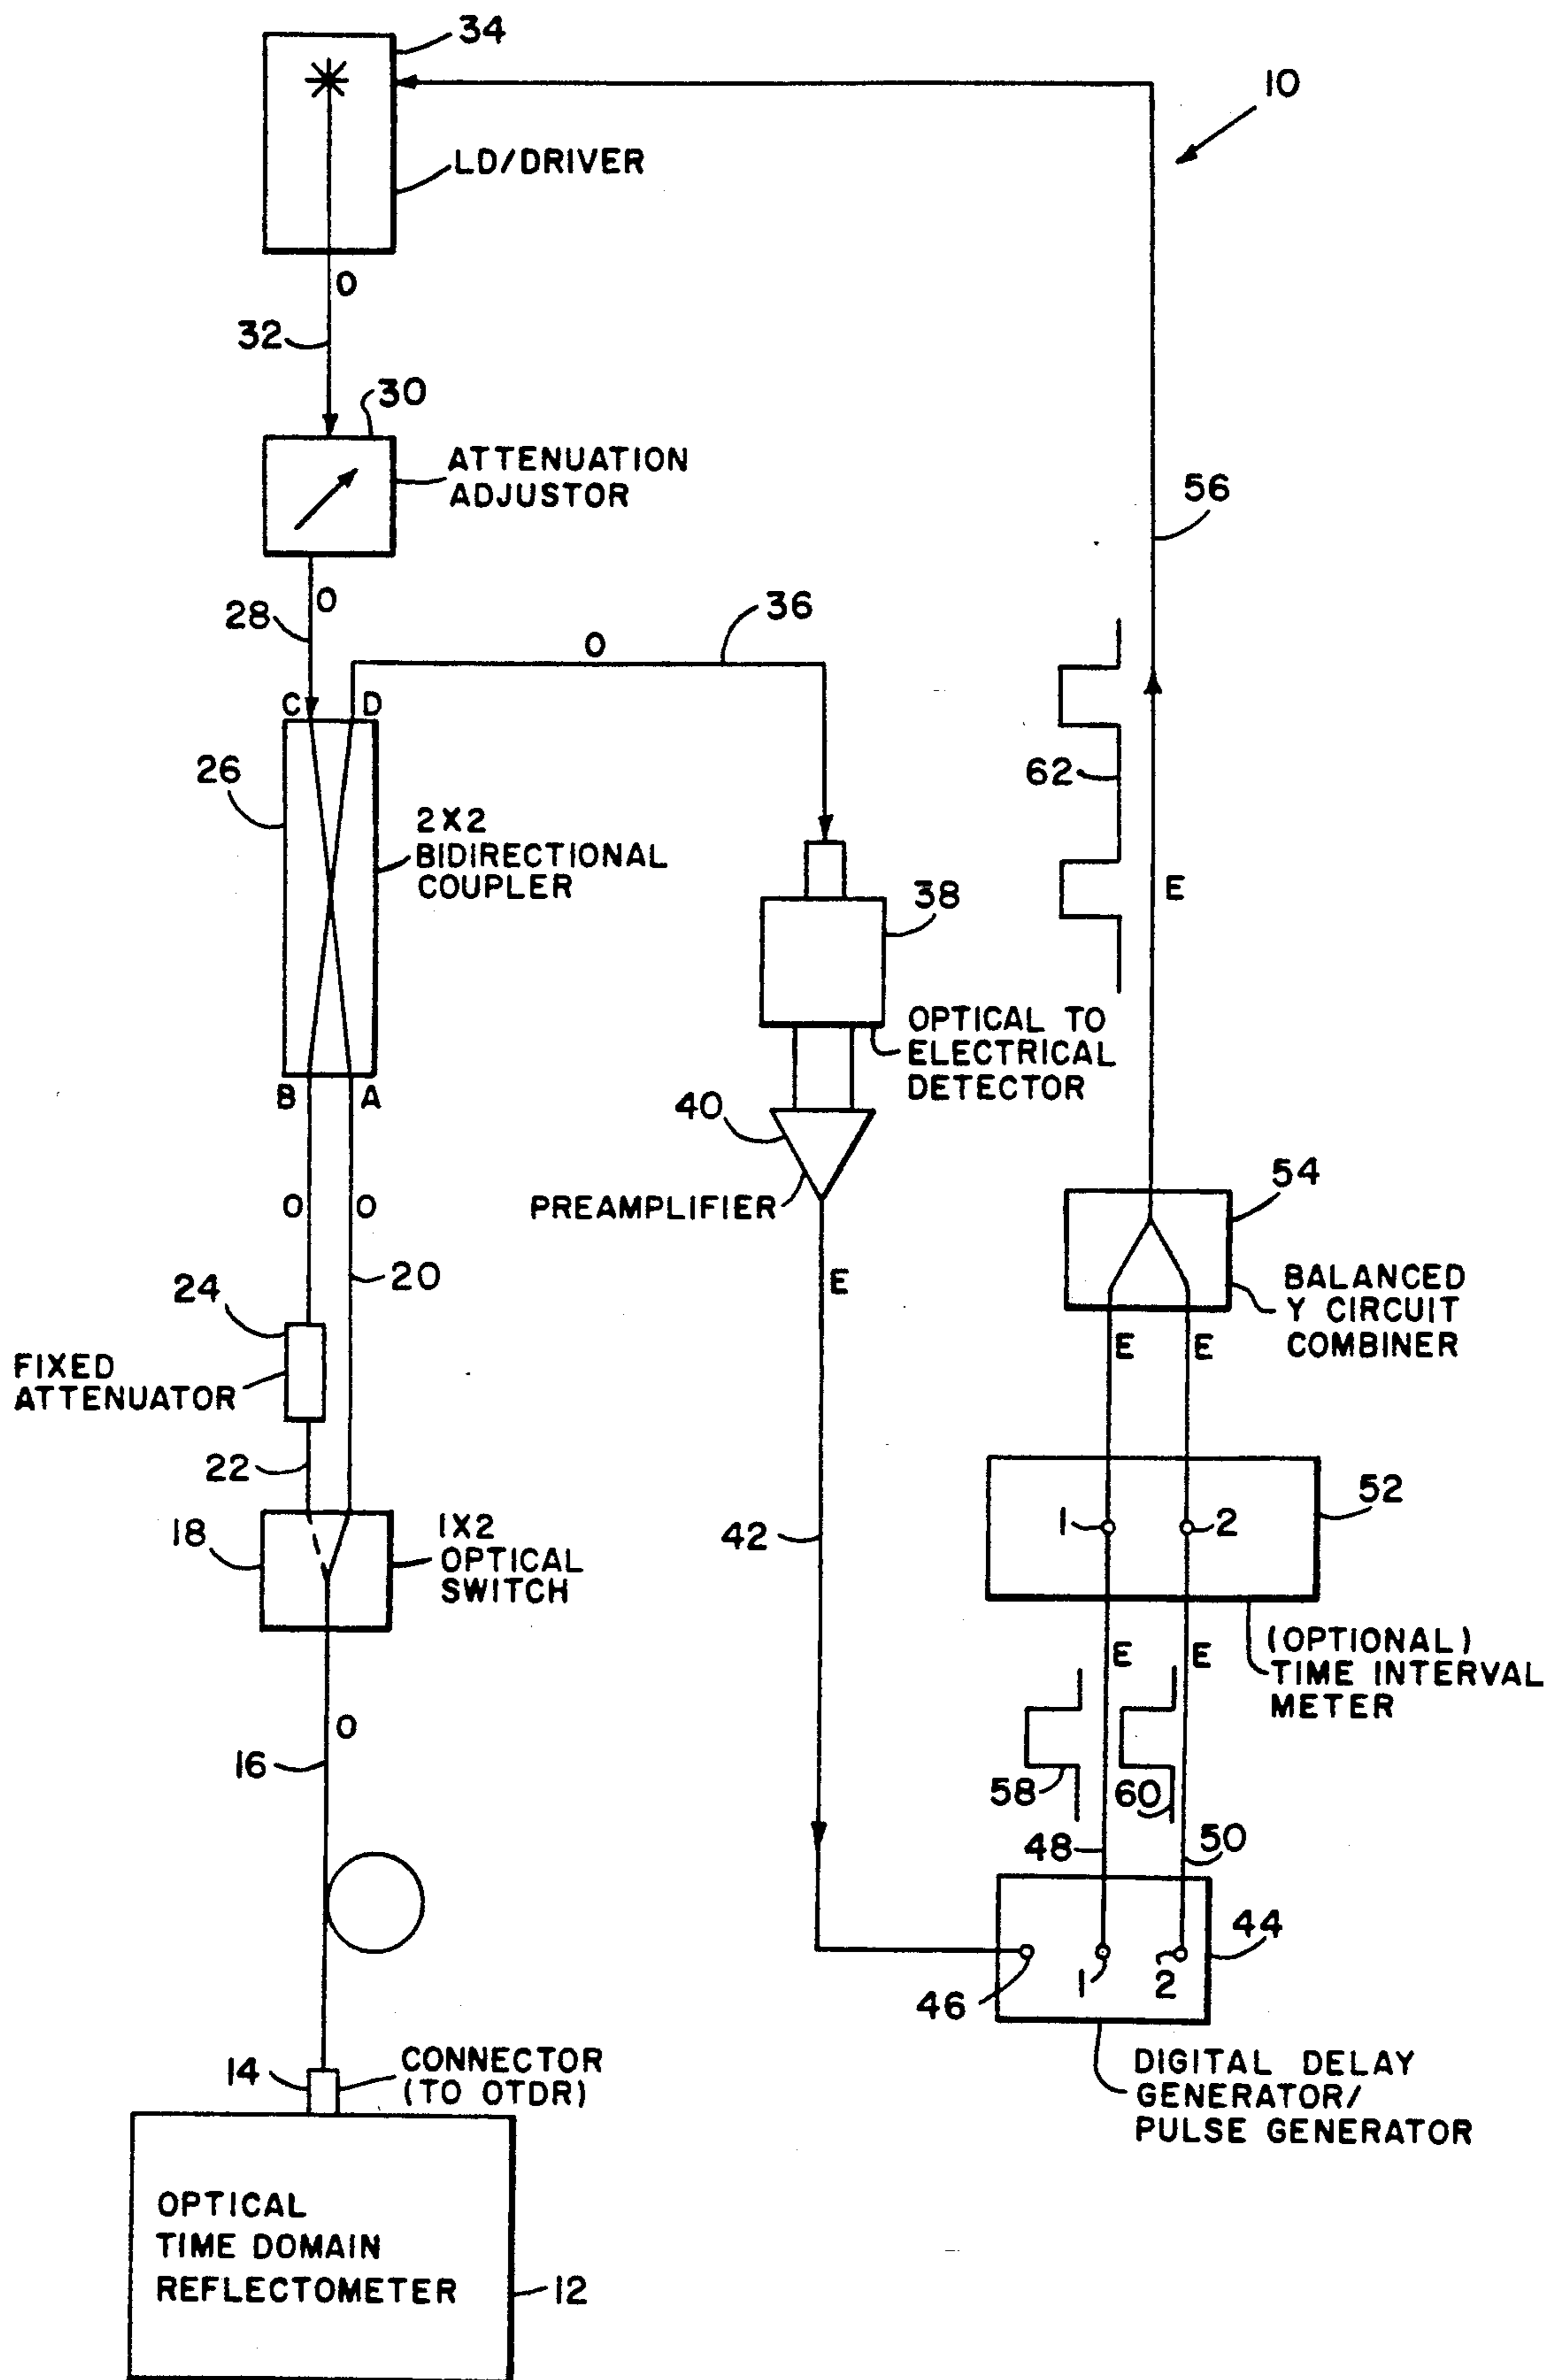 34
10
LD/DRIVER
O
32
30
ATTENUATION
ADJUSTOR
56
O
28
36
O
C D
26
62
2X2
BIDIRECTIONAL
COUPLER
38
E
OPTICAL TO
ELECTRICAL
DETECTOR
B A
40
54
PREAMPLIFIER
O O
20
E
24
BALANCED
Y CIRCUIT
COMBINER
E E
FIXED
ATTENUATOR
22
52
18
1X2
OPTICAL
SWITCH
42
1 2
(OPTIONAL)
TIME INTERVAL
METER
E E
O
16
58 60
48 50
44
46
1 2
14
CONNECTOR
(TO OTDR)
DIGITAL DELAY
GENERATOR/
PULSE GENERATOR
OPTICAL
TIME DOMAIN
REFLECTOMETER
12